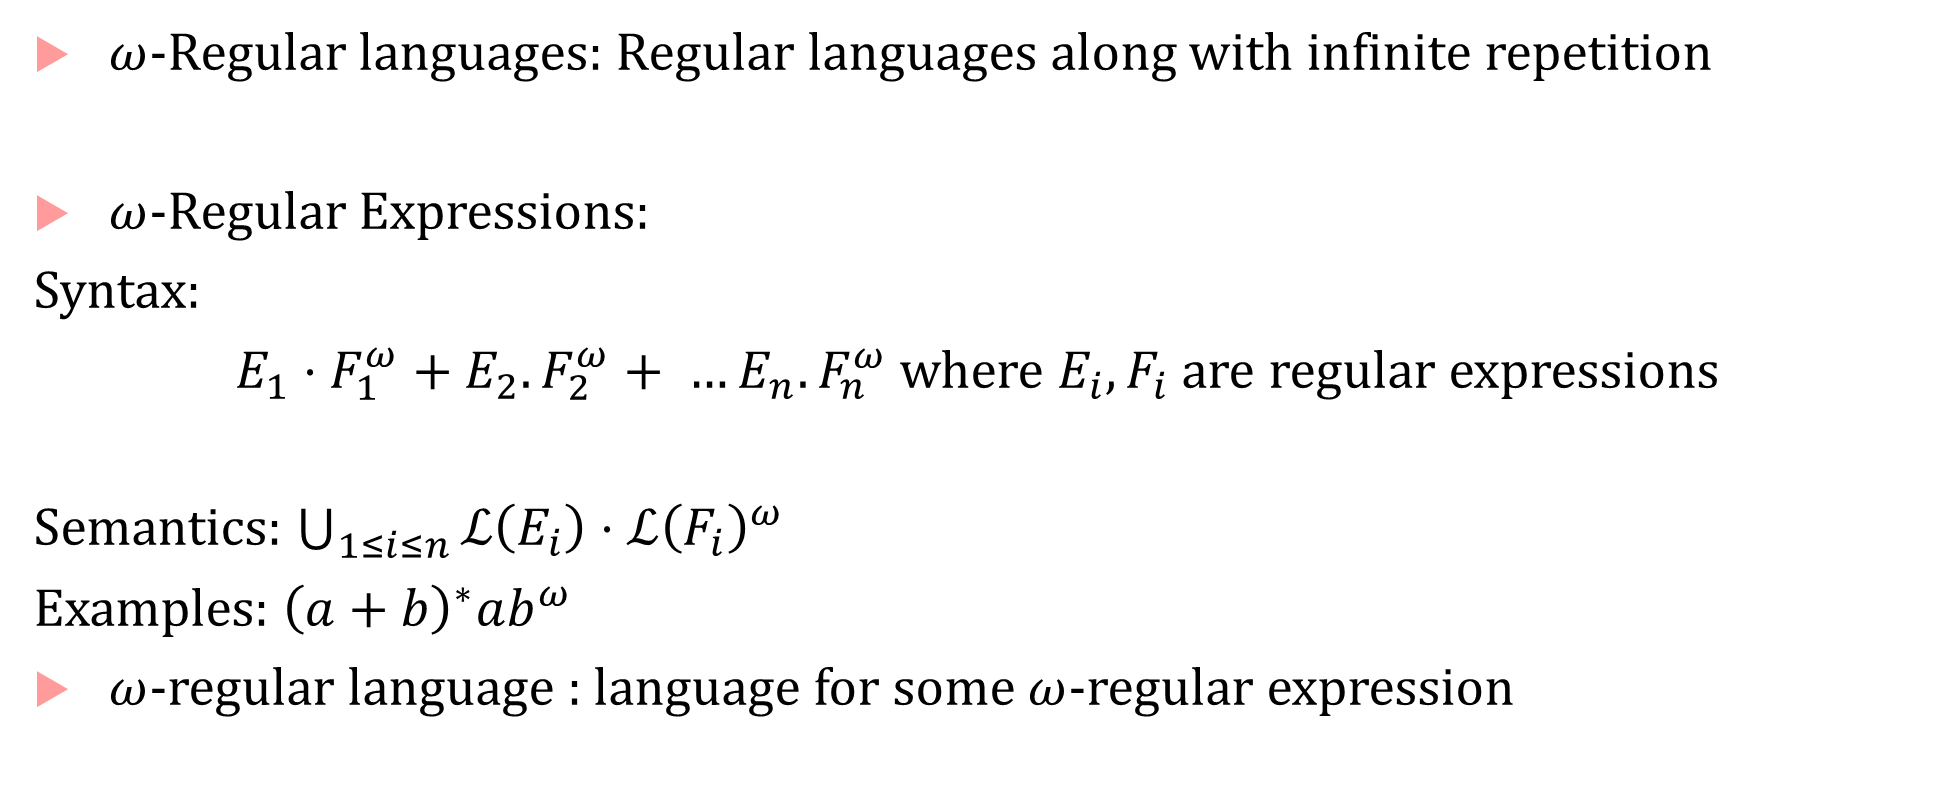 ▶ ω-Regular languages: Regular languages along with infinite repetition
▶ ω-Regular Expressions:
Syntax:
E₁ · F₁^ω + E₂. F₂^ω + … Eₙ. Fₙ^ω where Eᵢ, Fᵢ are regular expressions
Semantics: ⋃_{1≤i≤n} ℒ(Eᵢ) · ℒ(Fᵢ)^ω
Examples: (a + b)*ab^ω
▶ ω-regular language : language for some ω-regular expression